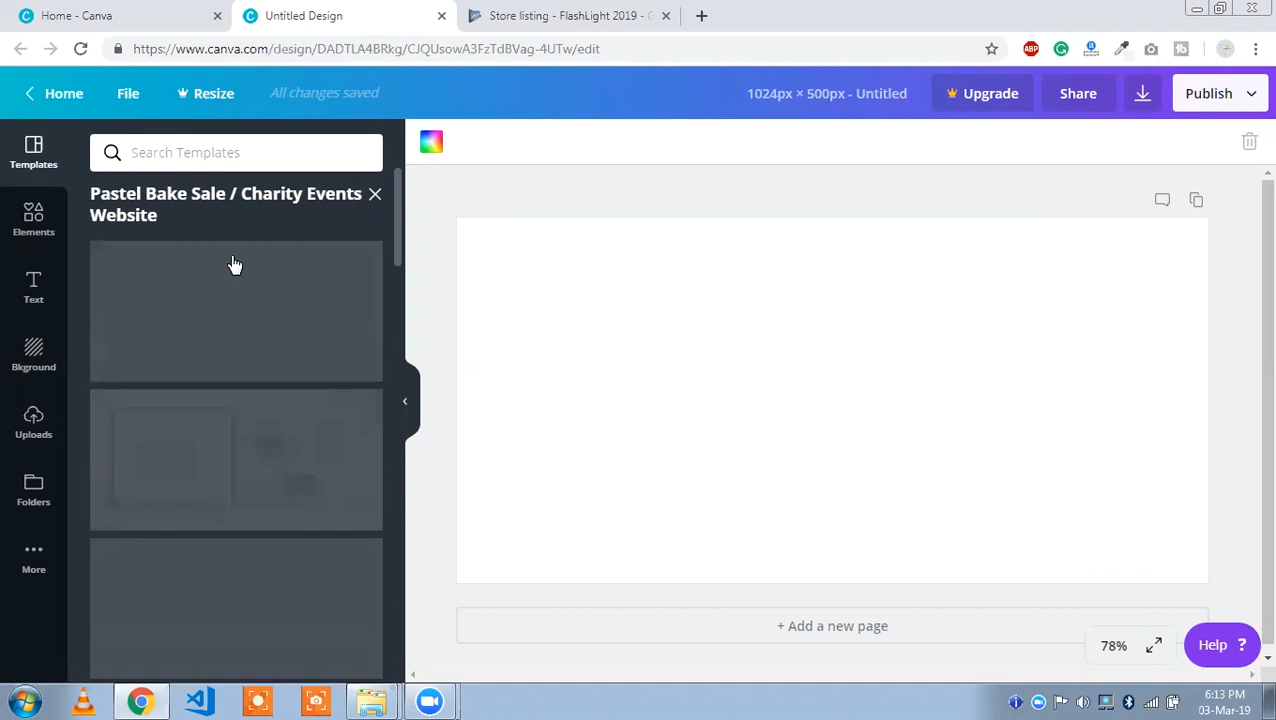 Home - Canva
Untitled Design
Store listing - FlashLight 2019 -
https://www.canva.com/design/DADTLA4BRkg/CJQUsowA3FzTdBVag-4UTw/edit
ABP
Home
File
Resize
All changes saved
1024px × 500px - Untitled
Upgrade
Share
Publish
Templates
Search Templates
Pastel Bake Sale / Charity Events
Website
Elements
Text
Bkground
Uploads
Folders
More
+ Add a new page
78%
Help ?
6:13 PM
03-Mar-19